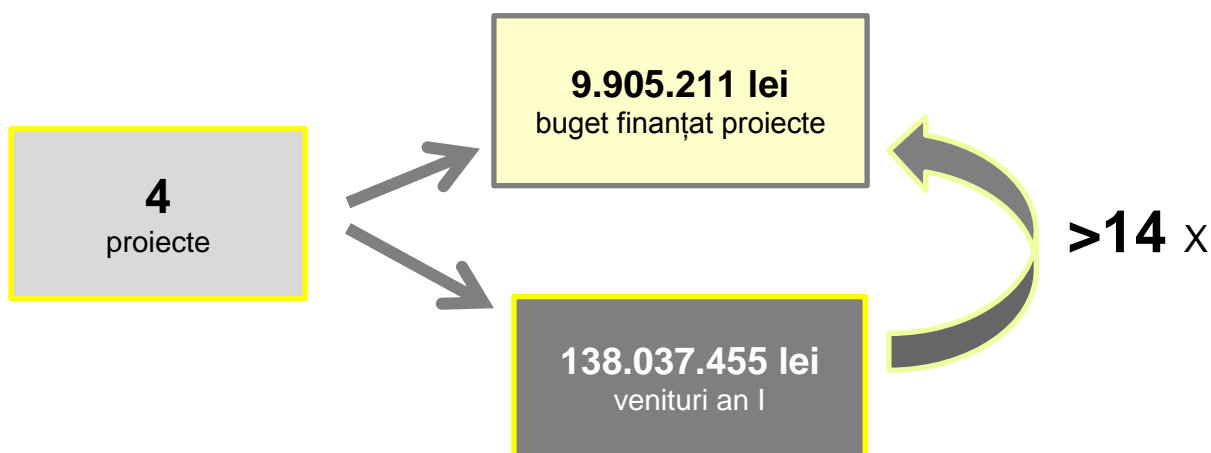 9.905.211 lei
buget finanțat proiecte
4
proiecte
>14 x
138.037.455 lei
venituri an I